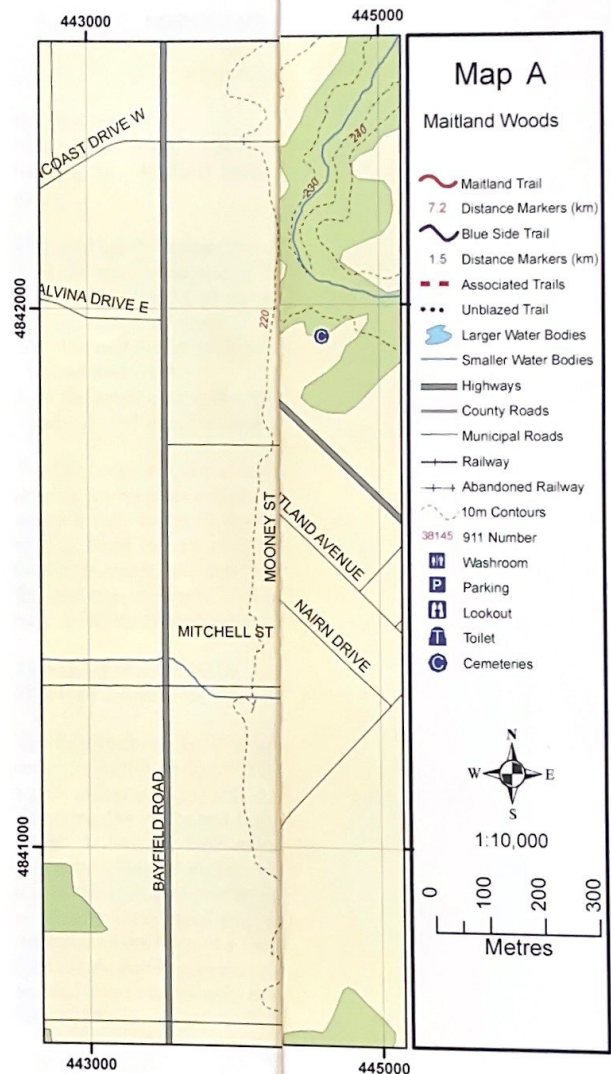 443000
445000
Map A
Maitland Woods
COAST DRIVE W
240
230
Maitland Trail
7.2 Distance Markers (km)
Blue Side Trail
1.5 Distance Markers (km)
Associated Trails
Unblazed Trail
Larger Water Bodies
Smaller Water Bodies
Highways
County Roads
Municipal Roads
Railway
Abandoned Railway
10m Contours
38145 911 Number
P
Washroom
Parking
Lookout
T
Toilet
C
Cemeteries
4842000
ALVINA DRIVE E
220
C
MOONEY ST
TLAND AVENUE
NAIRN DRIVE
MITCHELL ST
BAYFIELD ROAD
4841000
N
W
E
S
1:10,000
0
100
200
300
Metres
443000
445000